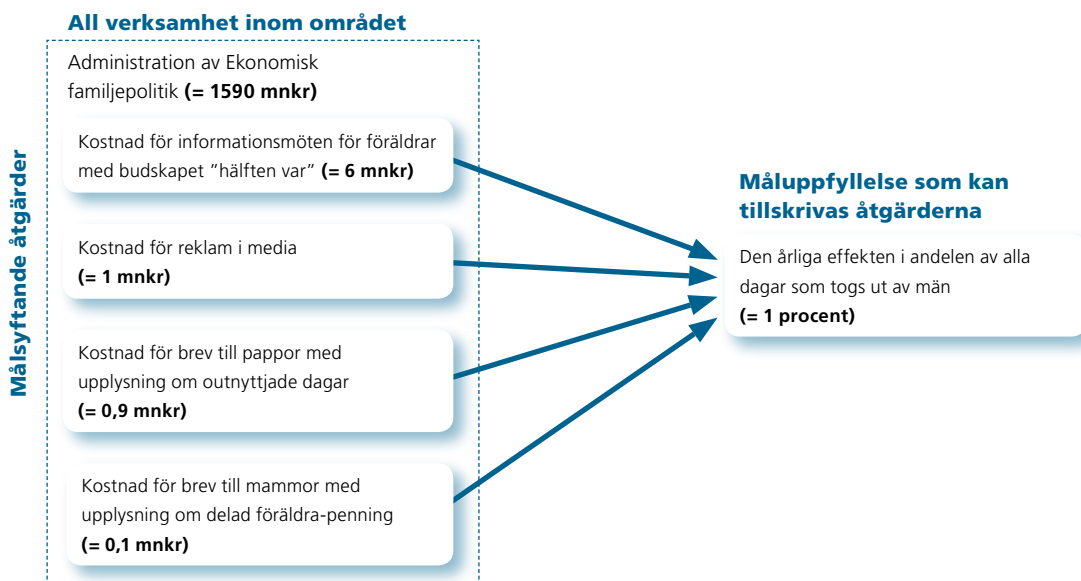 All verksamhet inom området
Administration av Ekonomisk
familjepolitik (= 1590 mnkr)
Målsyftande åtgärder
Kostnad för informationsmöten för föräldrar
med budskapet ”hälften var” (= 6 mnkr)
Kostnad för reklam i media
(= 1 mnkr)
Kostnad för brev till pappor med
upplysning om outnyttjade dagar
(= 0,9 mnkr)
Kostnad för brev till mammor med
upplysning om delad föräldra-penning
(= 0,1 mnkr)
Måluppfyllelse som kan
tillskrivas åtgärderna
Den årliga effekten i andelen av alla
dagar som togs ut av män
(= 1 procent)